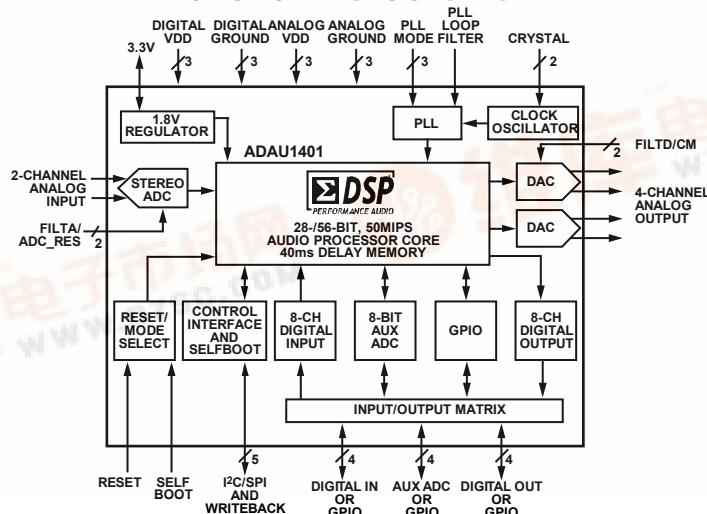 DIGITAL VDD
DIGITAL GROUND
ANALOG VDD
ANALOG GROUND
PLL MODE
PLL LOOP FILTER
CRYSTAL
3.3V
3
3
3
3
3
2
1.8V
REGULATOR
PLL
CLOCK
OSCILLATOR
ADAU1401
2
FILTD/CM
2-CHANNEL
ANALOG
INPUT
STEREO
ADC
ΣDSP
PERFORMANCE AUDIO
28-/56-BIT, 50MIPS
AUDIO PROCESSOR CORE
40ms DELAY MEMORY
DAC
DAC
4-CHANNEL
ANALOG
OUTPUT
FILTA/
ADC_RES
2
RESET/
MODE
SELECT
CONTROL
INTERFACE
AND
SELFBOOT
8-CH
DIGITAL
INPUT
8-BIT
AUX
ADC
GPIO
8-CH
DIGITAL
OUTPUT
INPUT/OUTPUT MATRIX
5
4
4
4
RESET
SELF
BOOT
I²C/SPI
AND
WRITEBACK
DIGITAL IN
OR
GPIO
AUX ADC
OR
GPIO
DIGITAL OUT
OR
GPIO